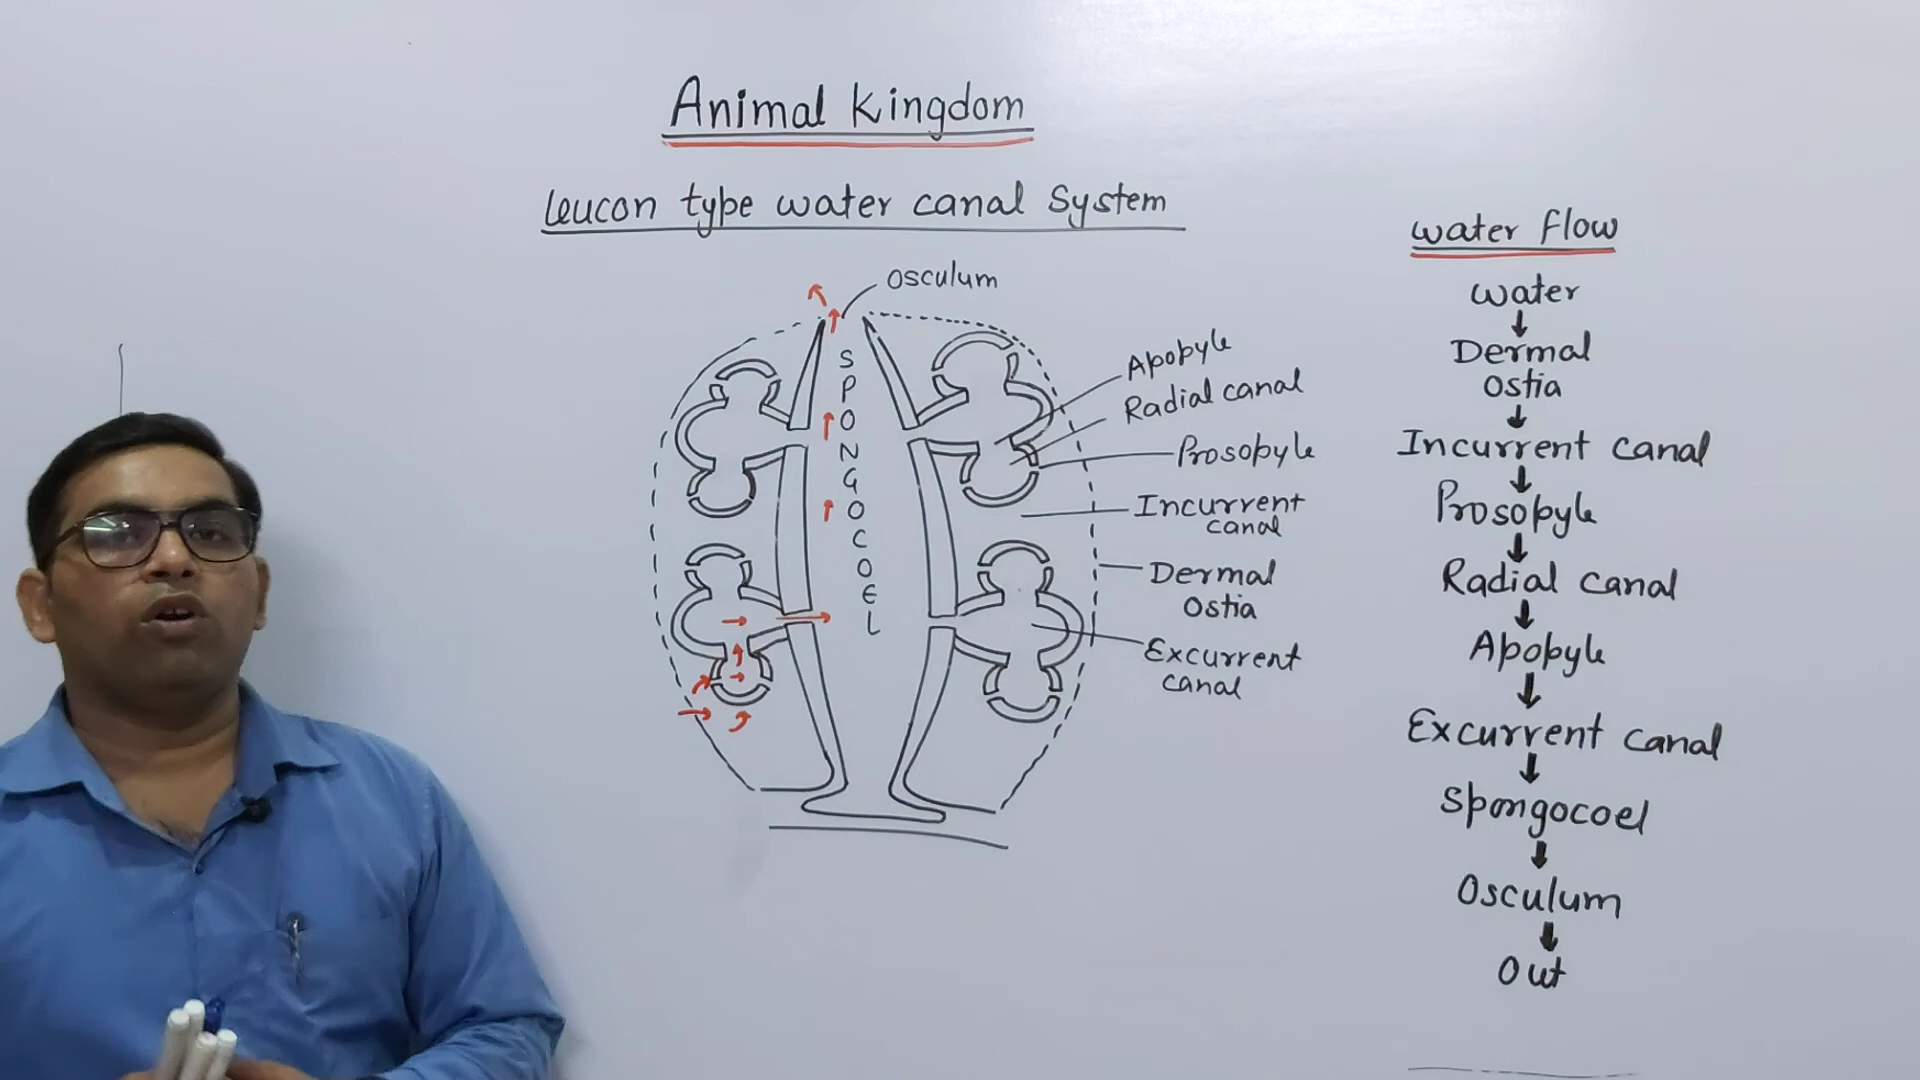 Animal Kingdom
Leucon type water canal System
Osculum
SPONGOCOEL
Apopyle
Radial canal
Prosopyle
Incurrent
canal
Dermal
Ostia
Excurrent
canal
Water flow
Water
↓
Dermal
Ostia
↓
Incurrent canal
↓
Prosopyle
↓
Radial canal
↓
Apopyle
↓
Excurrent canal
↓
Spongocoel
↓
Osculum
↓
Out